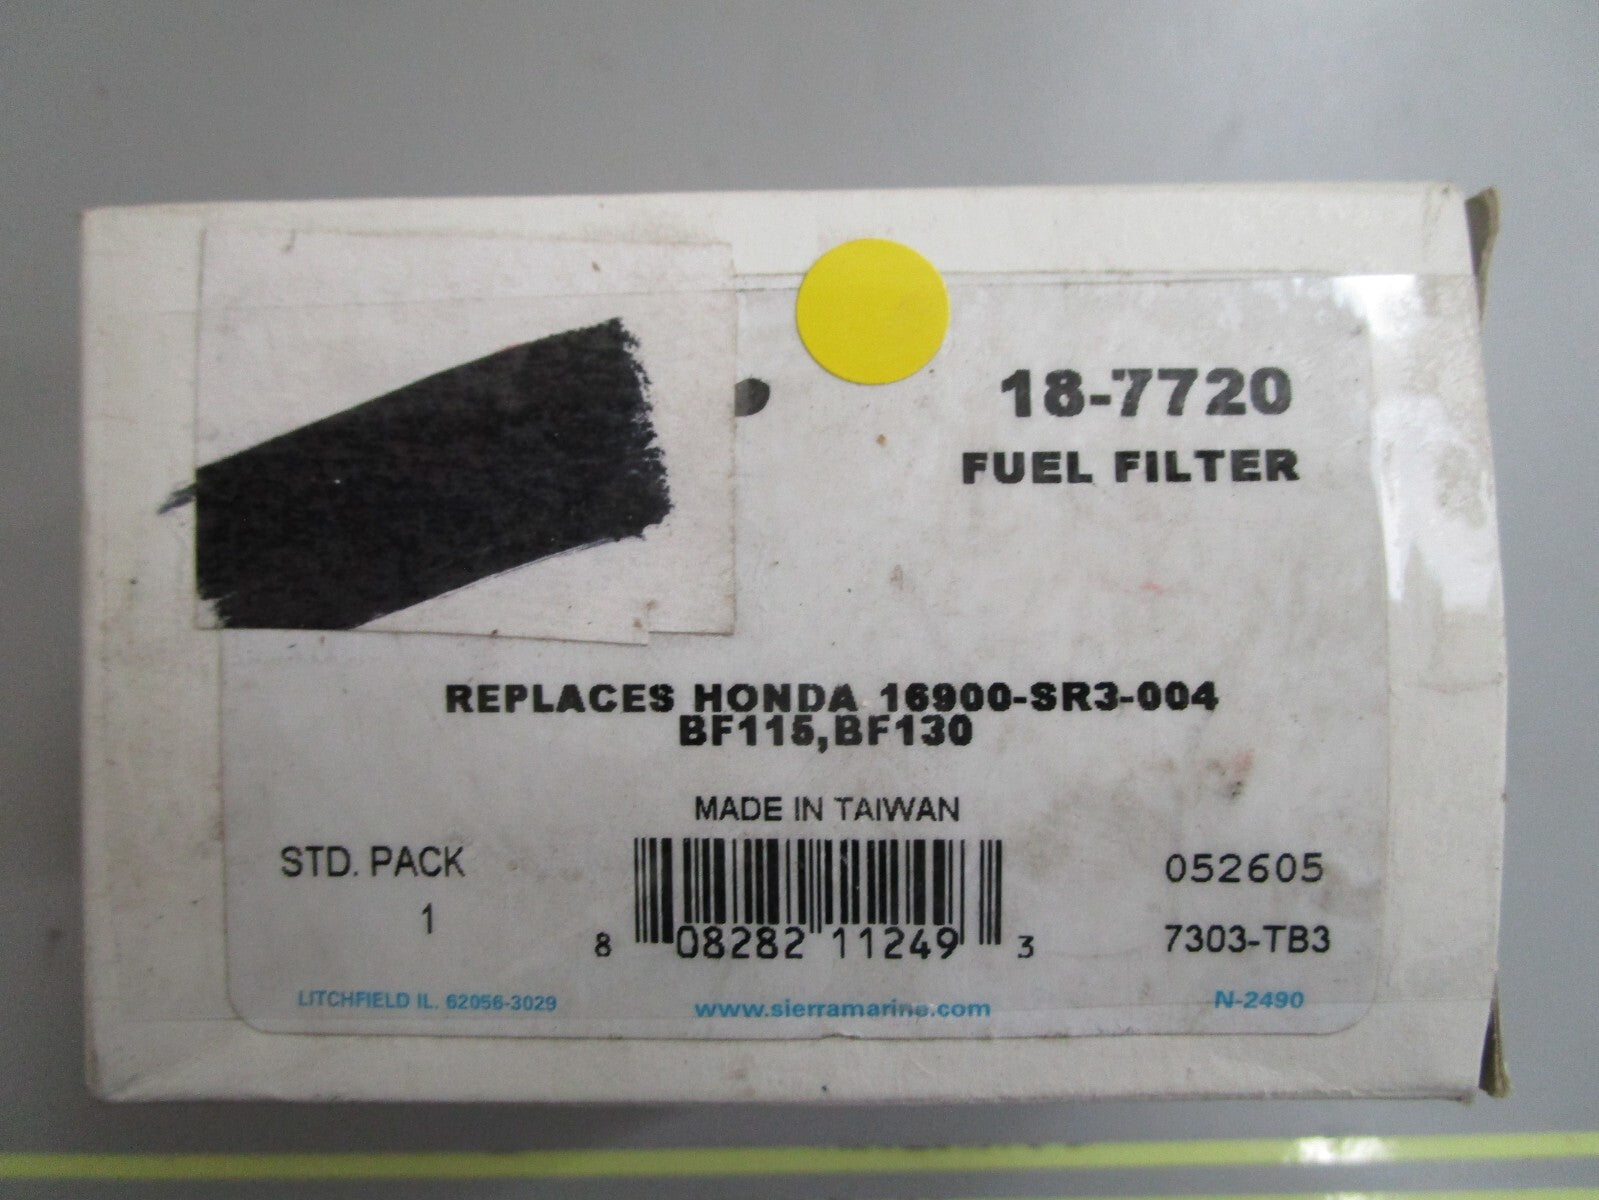 18-7720
FUEL FILTER
REPLACES HONDA 16900-SR3-004
BF115,BF130
MADE IN TAIWAN
STD. PACK
1
052605
7303-TB3
8 08282 11249 3
LITCHFIELD IL. 62056-3029
www.sierramarine.com
N-2490